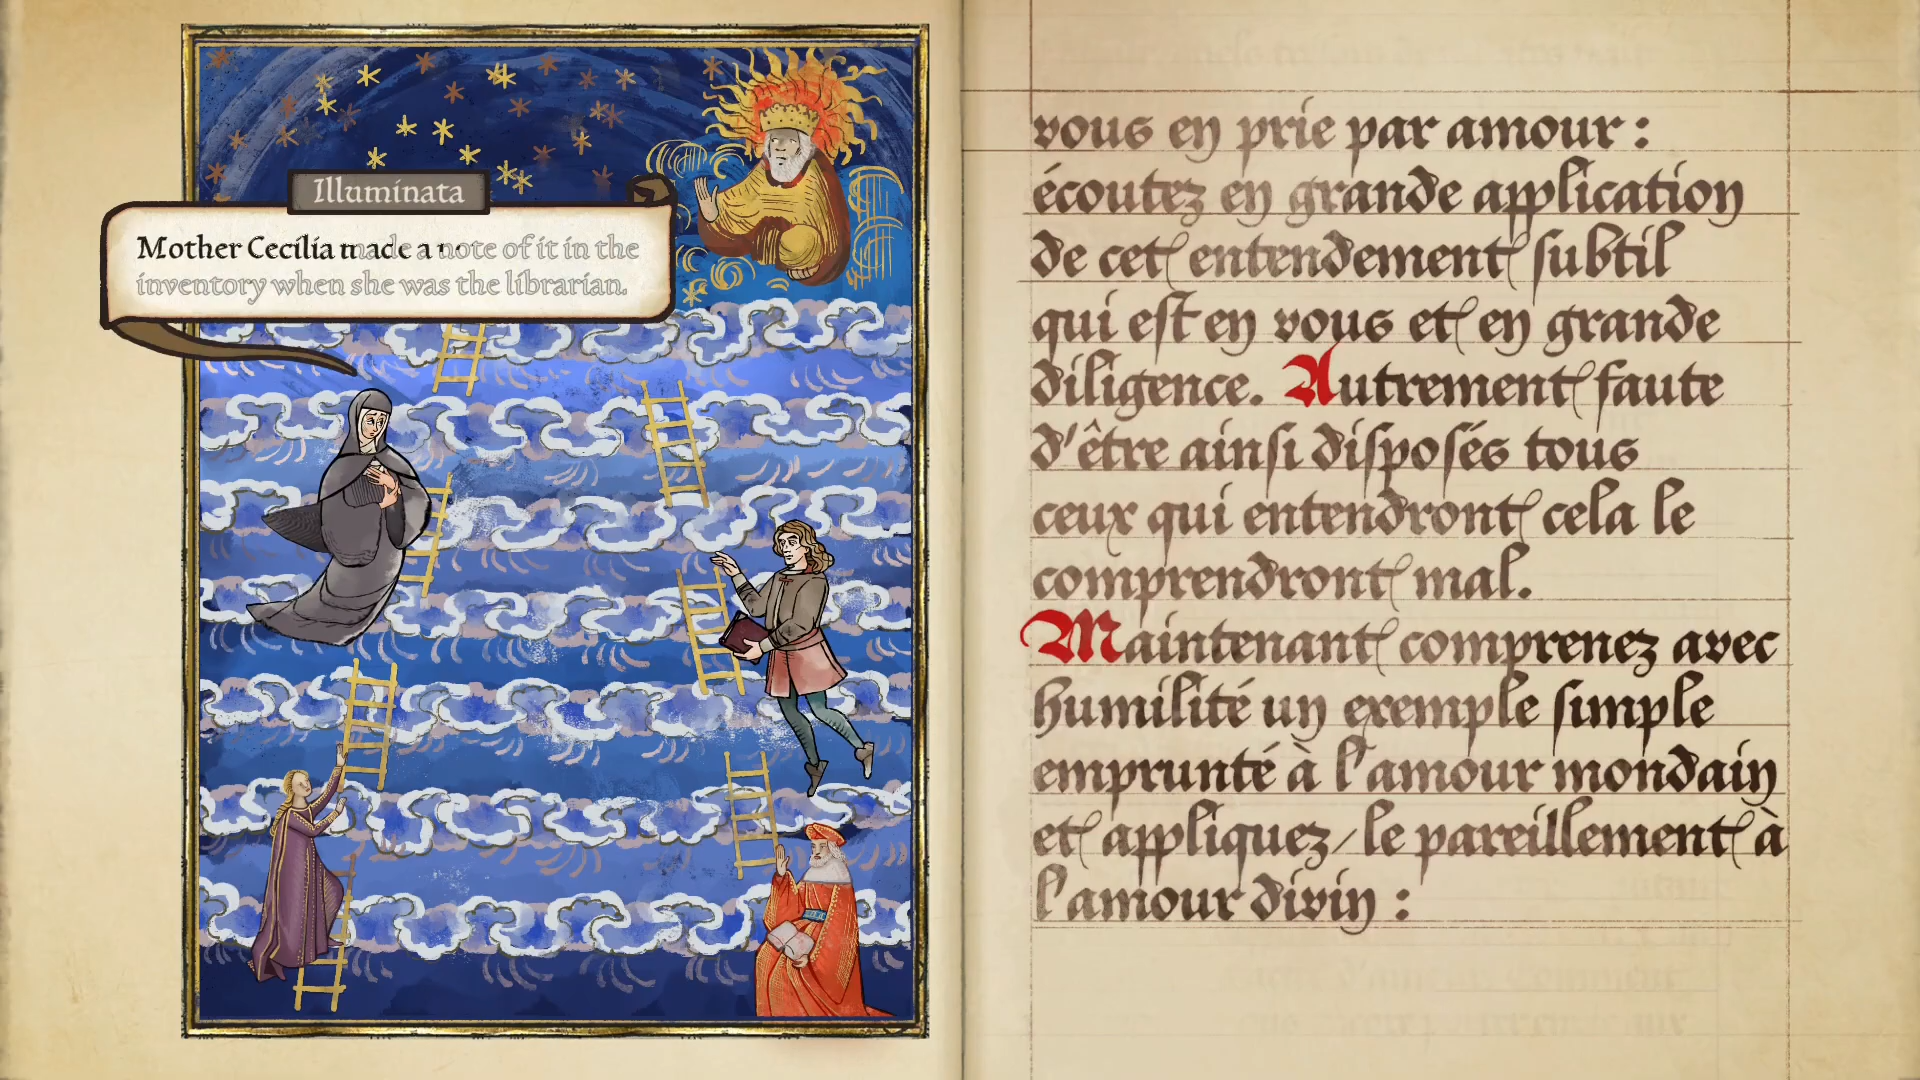 Illuminata
Mother Cecilia made a note of it in the
inventory when she was the librarian.
vous en prie par amour :
écoutez en grande application
de cet entendement subtil
qui est en vous et en grande
diligence. Autrement faute
d'être ainsi disposés tous
ceux qui entendront cela le
comprendront mal.
Maintenant comprenez avec
humilité un exemple simple
emprunté à l'amour mondain
et appliquez-le pareillement à
l'amour divin :